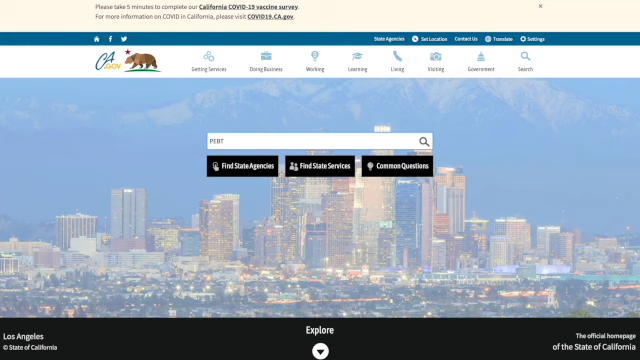 Please take 5 minutes to complete our California COVID-19 vaccine survey.
For more information on COVID in California, please visit COVID19.CA.gov.
State Agencies Set Location Contact Us Translate Settings
CA
.GOV
Getting Services Doing Business Working Learning Living Visiting Government Search
PEBT
Find State Agencies Find State Services Common Questions
Los Angeles
© State of California
Explore
The official homepage
of the State of California